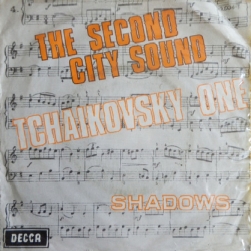 THE SECOND
CITY SOUND
TCHAIKOVSKY ONE
SHADOWS
DECCA